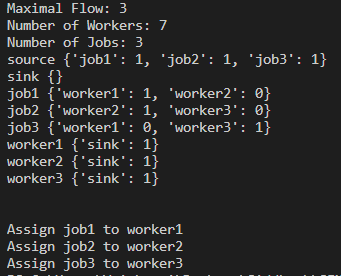 Maximal Flow: 3
Number of Workers: 7
Number of Jobs: 3
source {'job1': 1, 'job2': 1, 'job3': 1}
sink {}
job1 {'worker1': 1, 'worker2': 0}
job2 {'worker2': 1, 'worker3': 0}
job3 {'worker1': 0, 'worker3': 1}
worker1 {'sink': 1}
worker2 {'sink': 1}
worker3 {'sink': 1}
Assign job1 to worker1
Assign job2 to worker2
Assign job3 to worker3